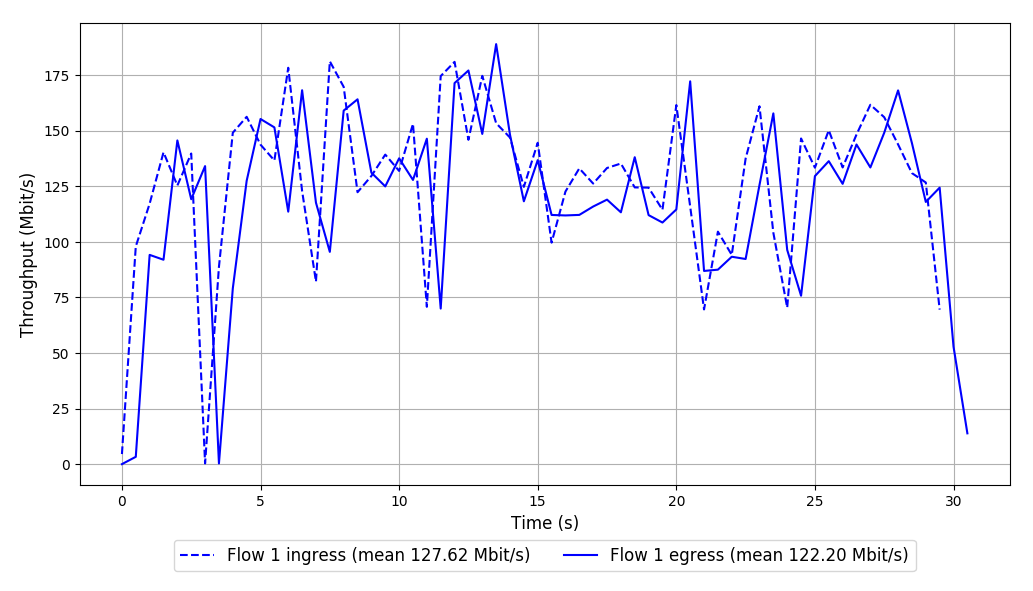 175
150
125
100
75
50
25
0
Throughput (Mbit/s)
0 5 10 15 20 25 30
Time (s)
Flow 1 ingress (mean 127.62 Mbit/s) Flow 1 egress (mean 122.20 Mbit/s)